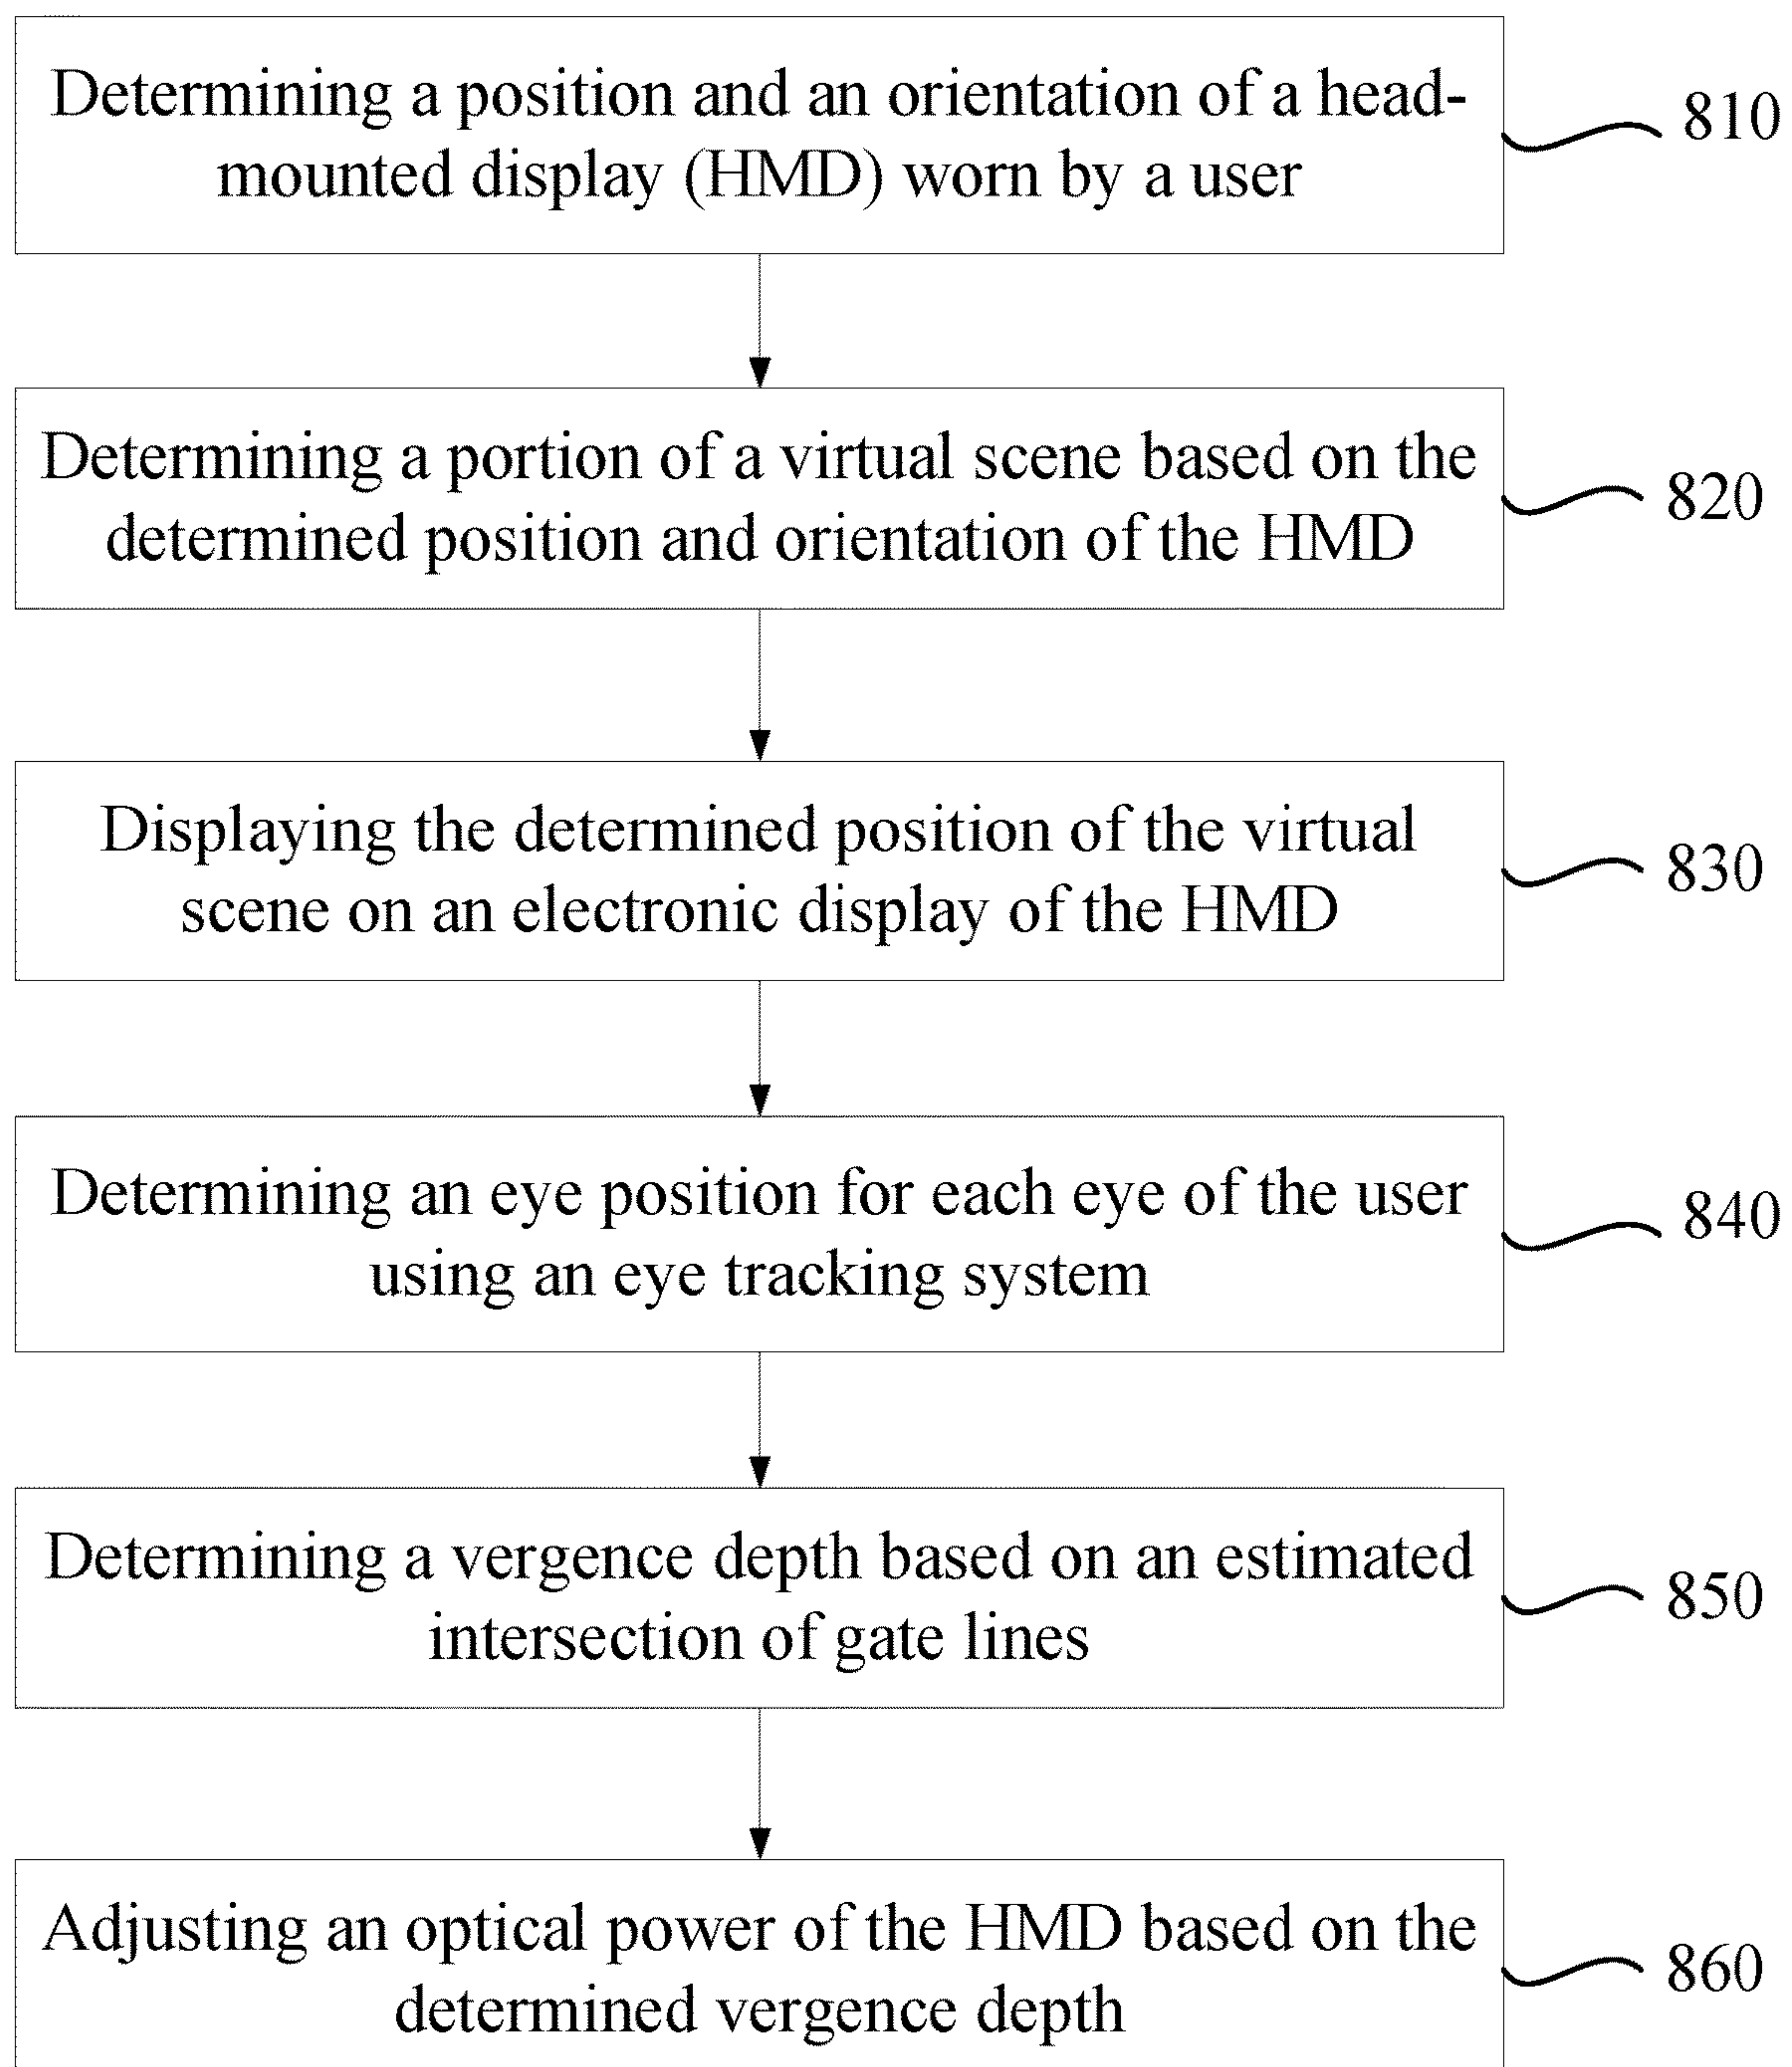 Determining a position and an orientation of a head-
mounted display (HMD) worn by a user
810
Determining a portion of a virtual scene based on the
determined position and orientation of the HMD
820
Displaying the determined position of the virtual
scene on an electronic display of the HMD
830
Determining an eye position for each eye of the user
using an eye tracking system
840
Determining a vergence depth based on an estimated
intersection of gate lines
850
Adjusting an optical power of the HMD based on the
determined vergence depth
860